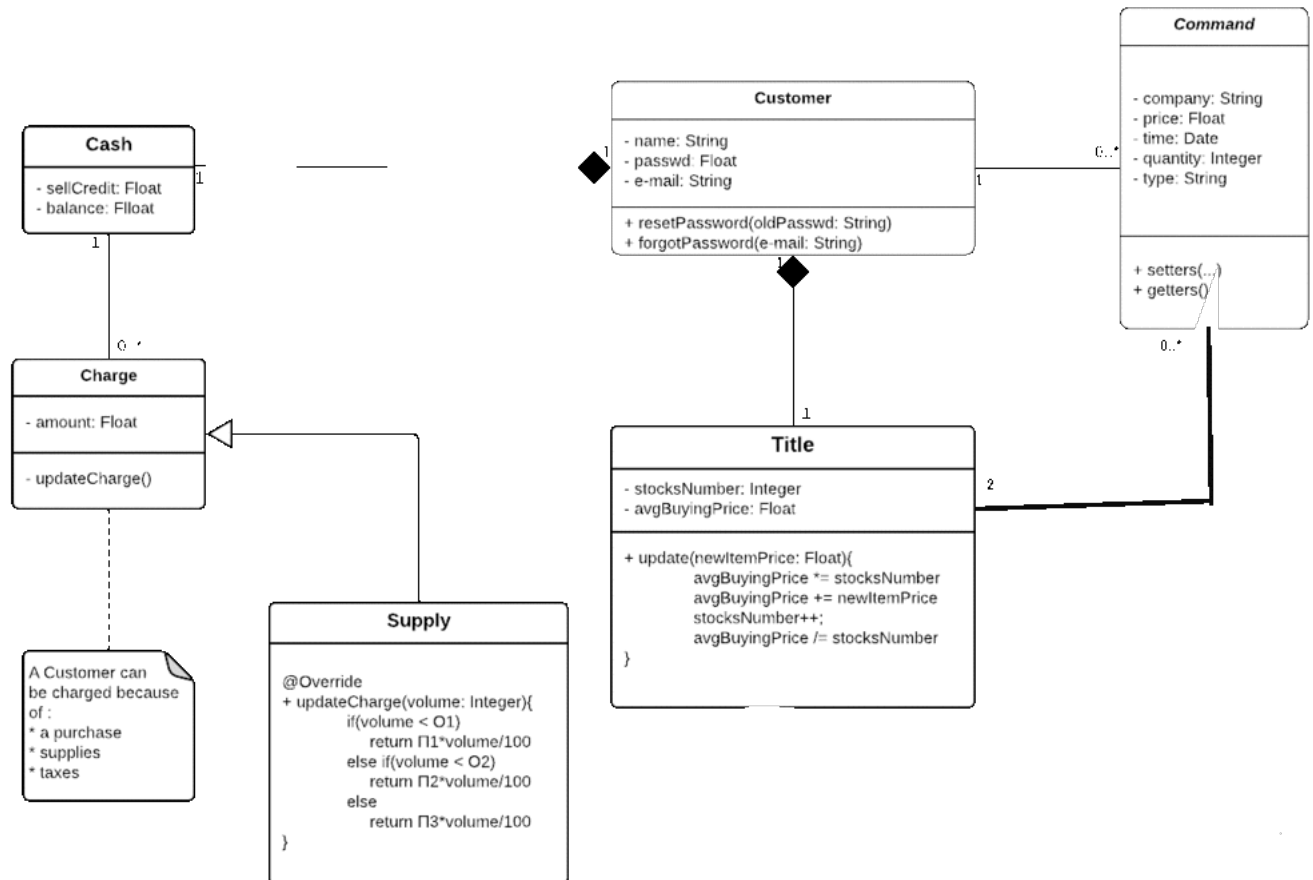 Command
- company: String
- price: Float
- time: Date
- quantity: Integer
- type: String
+ setters(...)
+ getters()
0..*
0..*
Customer
- name: String
- passwd: Float
- e-mail: String
+ resetPassword(oldPasswd: String)
+ forgotPassword(e-mail: String)
1
1
1
Cash
- sellCredit: Float
- balance: Flloat
1
1
0 *
Charge
- amount: Float
- updateCharge()
1
Title
- stocksNumber: Integer
- avgBuyingPrice: Float
+ update(newItemPrice: Float){
avgBuyingPrice *= stocksNumber
avgBuyingPrice += newItemPrice
stocksNumber++;
avgBuyingPrice /= stocksNumber
}
2
Supply
@Override
+ updateCharge(volume: Integer){
if(volume < O1)
return Π1*volume/100
else if(volume < O2)
return Π2*volume/100
else
return Π3*volume/100
}
A Customer can
be charged because
of :
* a purchase
* supplies
* taxes